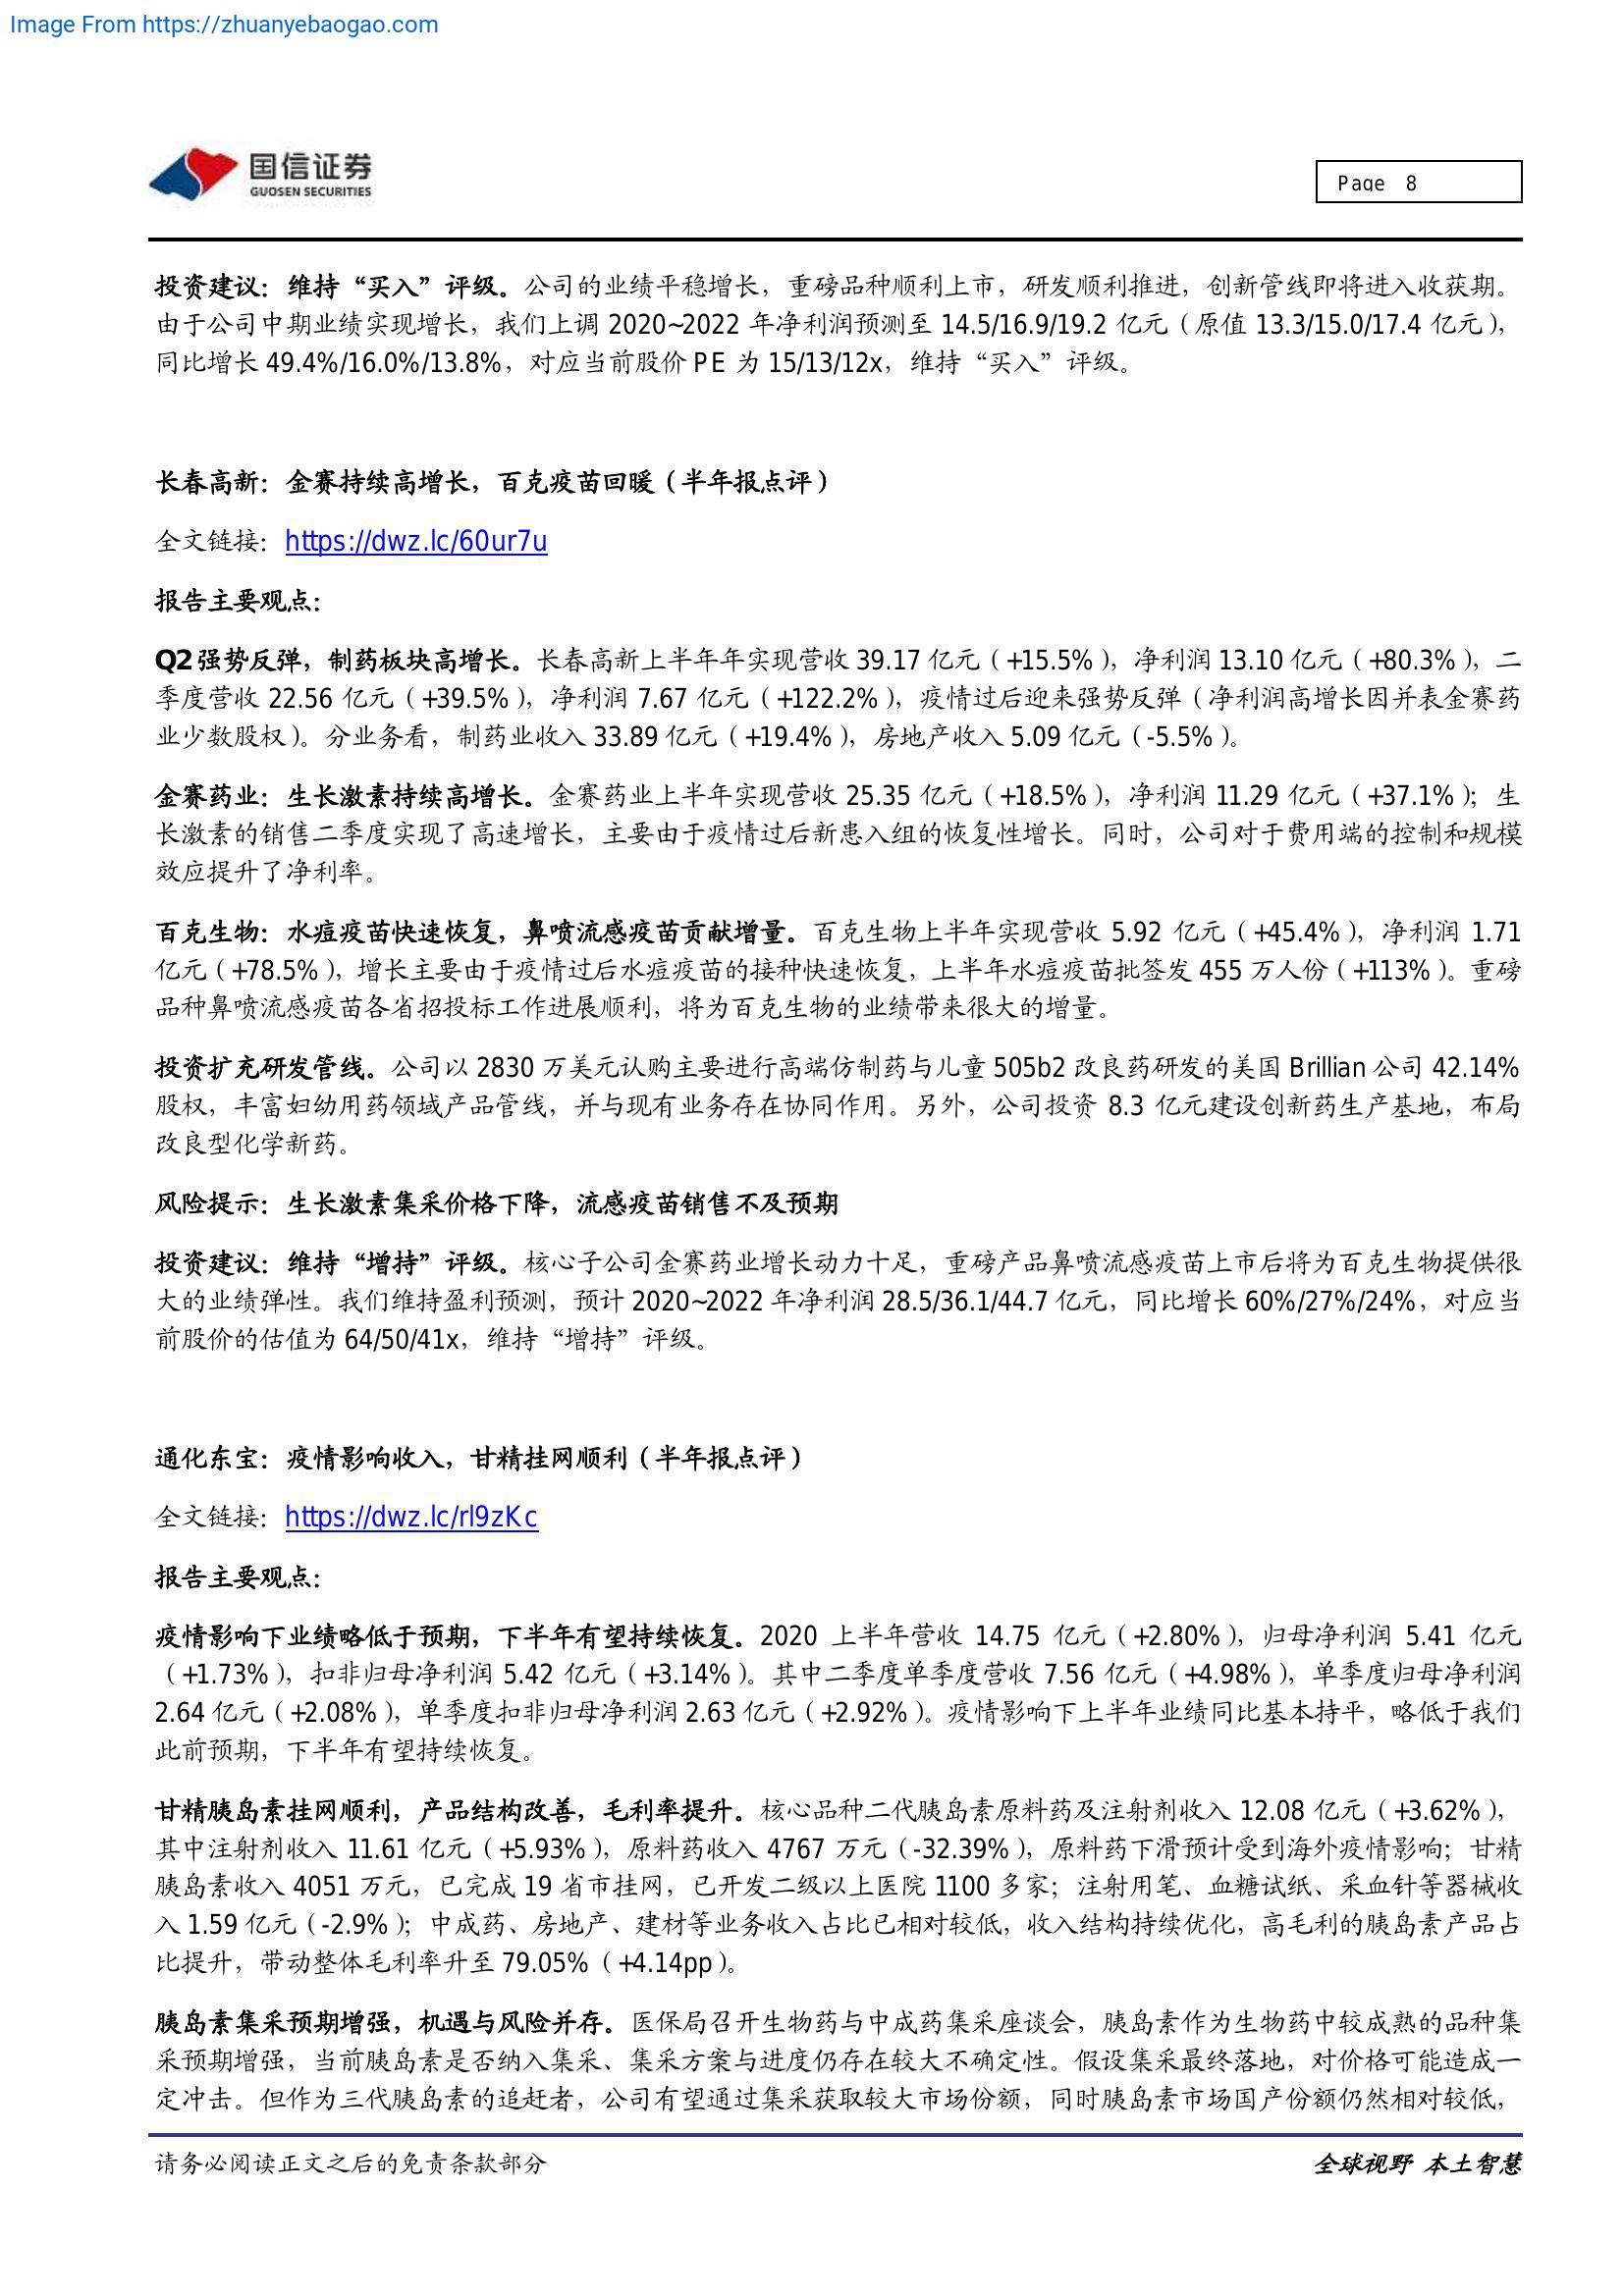 Image From https://zhuanyebaogao.com
国信证券
GUOSEN SECURITIES
Page 8
投资建议：维持“买入”评级。公司的业绩平稳增长，重磅品种顺利上市，研发顺利推进，创新管线即将进入收获期。
由于公司中期业绩实现增长，我们上调 2020~2022 年净利润预测至 14.5/16.9/19.2 亿元（原值 13.3/15.0/17.4 亿元），
同比增长 49.4%/16.0%/13.8%，对应当前股价 PE 为 15/13/12x，维持“买入”评级。
长春高新：金赛持续高增长，百克疫苗回暖（半年报点评）
全文链接：https://dwz.lc/60ur7u
报告主要观点：
Q2 强势反弹，制药板块高增长。长春高新上半年年实现营收 39.17 亿元（+15.5%），净利润 13.10 亿元（+80.3%），二
季度营收 22.56 亿元（+39.5%），净利润 7.67 亿元（+122.2%），疫情过后迎来强势反弹（净利润高增长因并表金赛药
业少数股权）。分业务看，制药业收入 33.89 亿元（+19.4%），房地产收入 5.09 亿元（-5.5%）。
金赛药业：生长激素持续高增长。金赛药业上半年实现营收 25.35 亿元（+18.5%），净利润 11.29 亿元（+37.1%）；生
长激素的销售二季度实现了高速增长，主要由于疫情过后新患入组的恢复性增长。同时，公司对于费用端的控制和规模
效应提升了净利率。
百克生物：水痘疫苗快速恢复，鼻喷流感疫苗贡献增量。百克生物上半年实现营收 5.92 亿元（+45.4%），净利润 1.71
亿元（+78.5%），增长主要由于疫情过后水痘疫苗的接种快速恢复，上半年水痘疫苗批签发 455 万人份（+113%）。重磅
品种鼻喷流感疫苗各省招投标工作进展顺利，将为百克生物的业绩带来很大的增量。
投资扩充研发管线。公司以 2830 万美元认购主要进行高端仿制药与儿童 505b2 改良药研发的美国 Brillian 公司 42.14%
股权，丰富妇幼用药领域产品管线，并与现有业务存在协同作用。另外，公司投资 8.3 亿元建设创新药生产基地，布局
改良型化学新药。
风险提示：生长激素集采价格下降，流感疫苗销售不及预期
投资建议：维持“增持”评级。核心子公司金赛药业增长动力十足，重磅产品鼻喷流感疫苗上市后将为百克生物提供很
大的业绩弹性。我们维持盈利预测，预计 2020~2022 年净利润 28.5/36.1/44.7 亿元，同比增长 60%/27%/24%，对应当
前股价的估值为 64/50/41x，维持“增持”评级。
通化东宝：疫情影响收入，甘精挂网顺利（半年报点评）
全文链接：https://dwz.lc/rl9zKc
报告主要观点：
疫情影响下业绩略低于预期，下半年有望持续恢复。2020 上半年营收 14.75 亿元（+2.80%），归母净利润 5.41 亿元
（+1.73%），扣非归母净利润 5.42 亿元（+3.14%）。其中二季度单季度营收 7.56 亿元（+4.98%），单季度归母净利润
2.64 亿元（+2.08%），单季度扣非归母净利润 2.63 亿元（+2.92%）。疫情影响下上半年业绩同比基本持平，略低于我们
此前预期，下半年有望持续恢复。
甘精胰岛素挂网顺利，产品结构改善，毛利率提升。核心品种二代胰岛素原料药及注射剂收入 12.08 亿元（+3.62%），
其中注射剂收入 11.61 亿元（+5.93%），原料药收入 4767 万元（-32.39%），原料药下滑预计受到海外疫情影响；甘精
胰岛素收入 4051 万元，已完成 19 省市挂网，已开发二级以上医院 1100 多家；注射用笔、血糖试纸、采血针等器械收
入 1.59 亿元（-2.9%）；中成药、房地产、建材等业务收入占比已相对较低，收入结构持续优化，高毛利的胰岛素产品占
比提升，带动整体毛利率升至 79.05%（+4.14pp）。
胰岛素集采预期增强，机遇与风险并存。医保局召开生物药与中成药集采座谈会，胰岛素作为生物药中较成熟的品种集
采预期增强，当前胰岛素是否纳入集采、集采方案与进度仍存在较大不确定性。假设集采最终落地，对价格可能造成一
定冲击。但作为三代胰岛素的追赶者，公司有望通过集采获取较大市场份额，同时胰岛素市场国产份额仍然相对较低，
请务必阅读正文之后的免责条款部分
全球视野 本土智慧